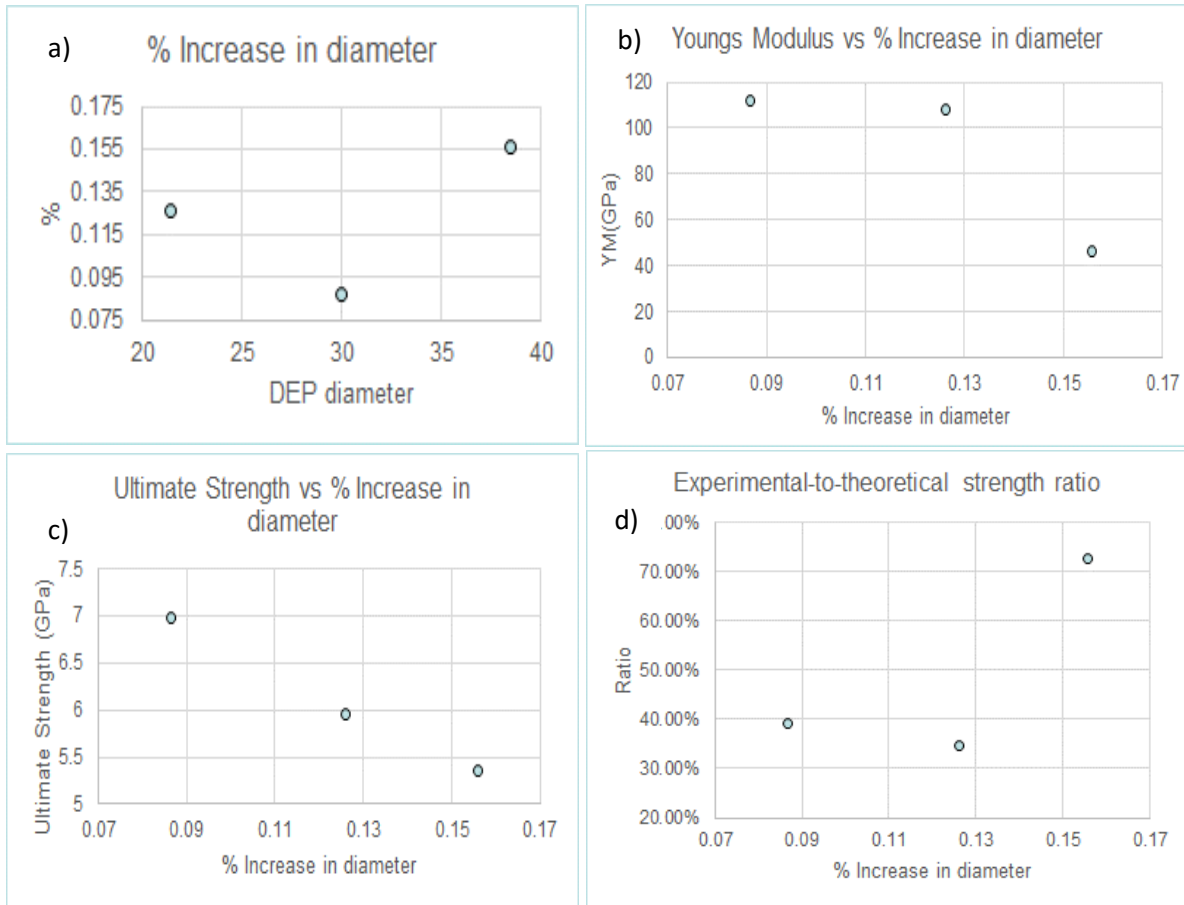 a)
% Increase in diameter
%
0.175
0.155
0.135
0.115
0.095
0.075
20 25 30 35 40
DEP diameter
b)
Youngs Modulus vs % Increase in diameter
YM(GPa)
120
100
80
60
40
20
0
0.07 0.09 0.11 0.13 0.15 0.17
% Increase in diameter
c)
Ultimate Strength vs % Increase in
diameter
Ultimate Strength (GPa)
7.5
7
6.5
6
5.5
5
0.07 0.09 0.11 0.13 0.15 0.17
% Increase in diameter
d)
Experimental-to-theoretical strength ratio
Ratio
.00%
70.00%
60.00%
50.00%
40.00%
30.00%
20.00%
0.07 0.09 0.11 0.13 0.15 0.17
% Increase in diameter